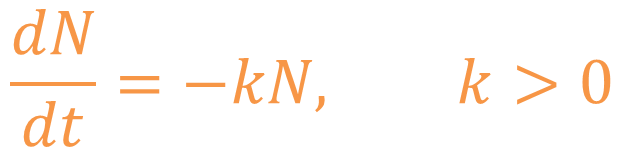 dN/dt = −kN, k > 0